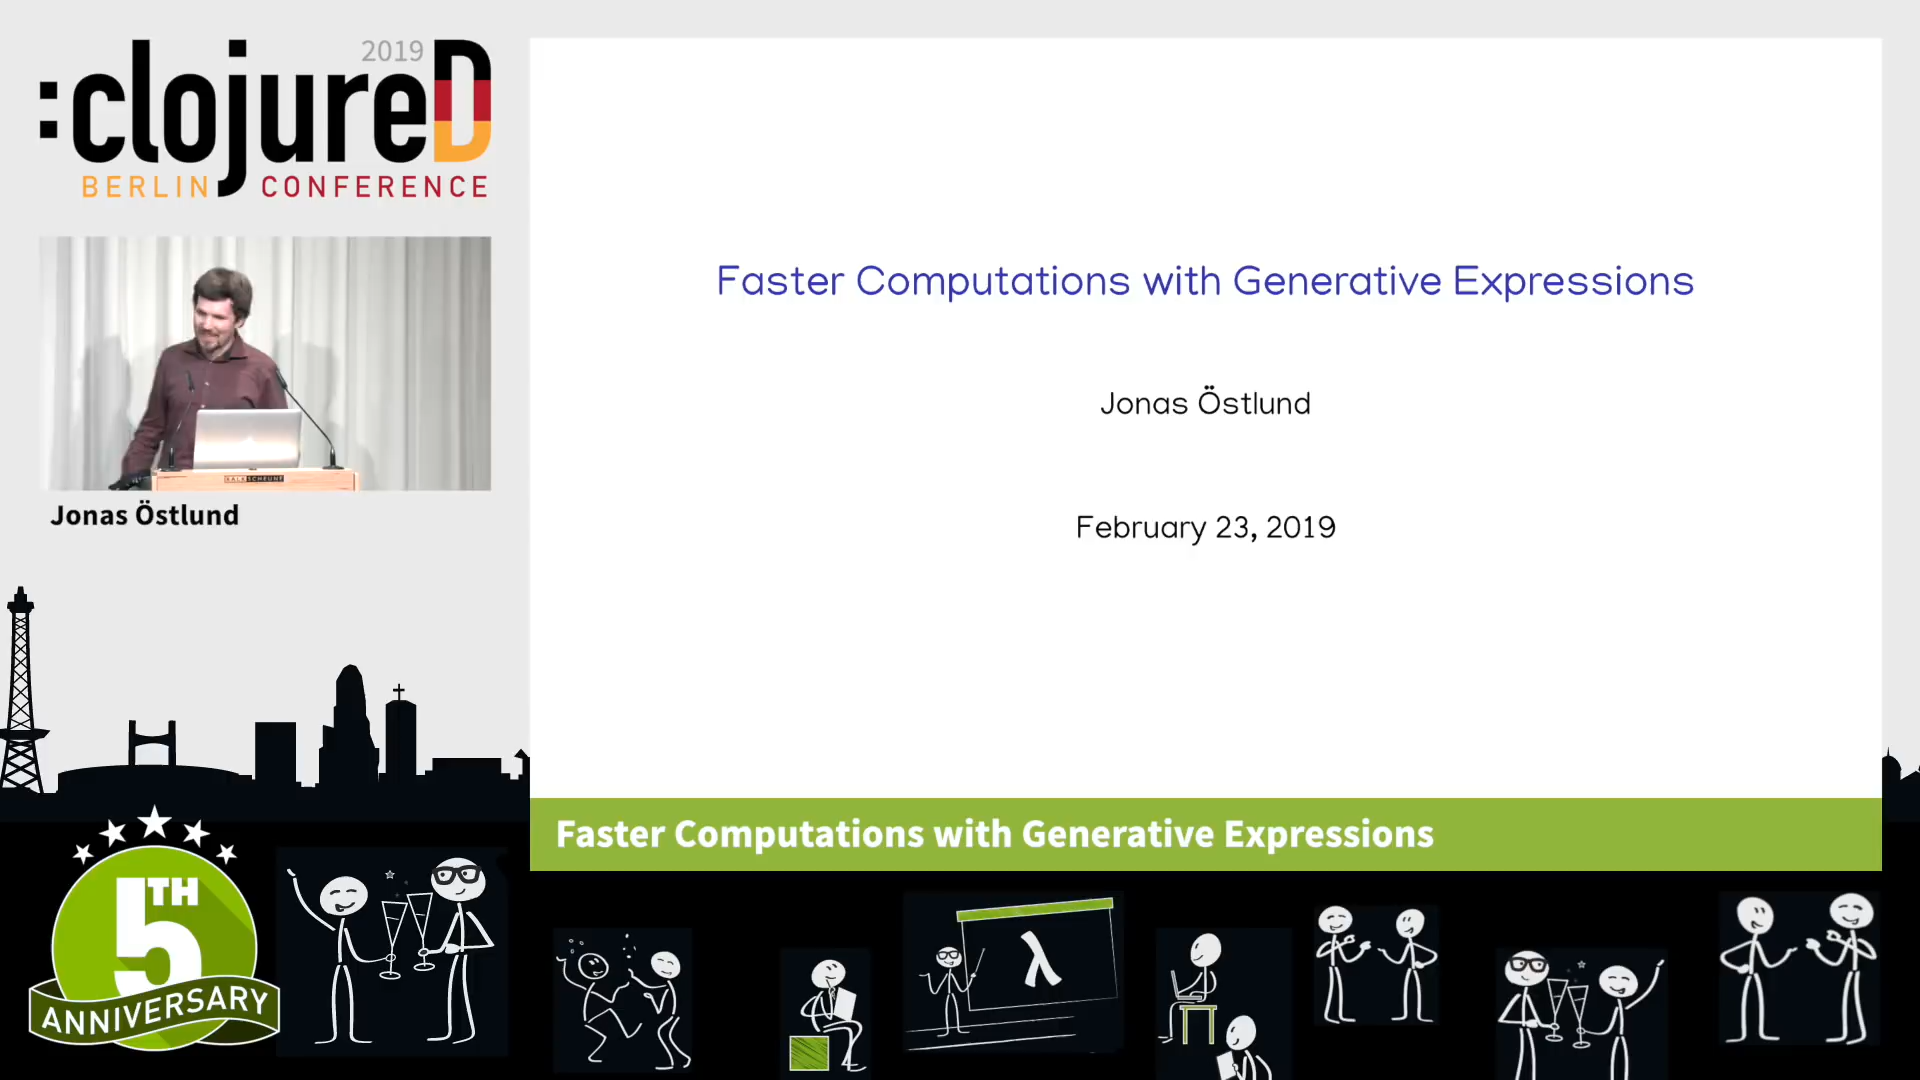 2019
:clojureD
BERLIN CONFERENCE
KALKSCHEUNE
Jonas Östlund
Faster Computations with Generative Expressions
Jonas Östlund
February 23, 2019
Faster Computations with Generative Expressions
5TH
ANNIVERSARY
λ